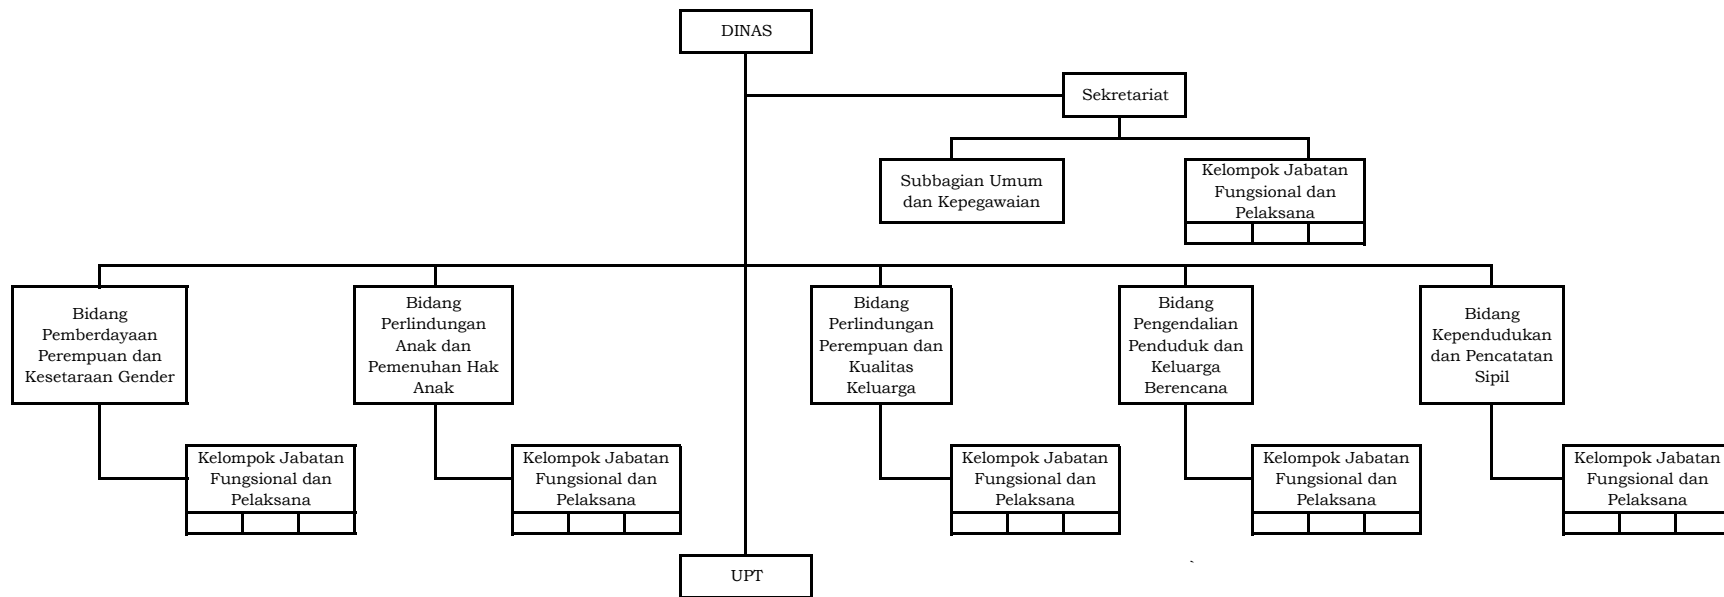 DINAS
Sekretariat
Subbagian Umum
dan Kepegawaian
Kelompok Jabatan
Fungsional dan
Pelaksana
Bidang
Pemberdayaan
Perempuan dan
Kesetaraan Gender
Bidang
Perlindungan
Anak dan
Pemenuhan Hak
Anak
Bidang
Perlindungan
Perempuan dan
Kualitas
Keluarga
Bidang
Pengendalian
Penduduk dan
Keluarga
Berencana
Bidang
Kependudukan
dan Pencatatan
Sipil
Kelompok Jabatan
Fungsional dan
Pelaksana
Kelompok Jabatan
Fungsional dan
Pelaksana
Kelompok Jabatan
Fungsional dan
Pelaksana
Kelompok Jabatan
Fungsional dan
Pelaksana
Kelompok Jabatan
Fungsional dan
Pelaksana
`
UPT